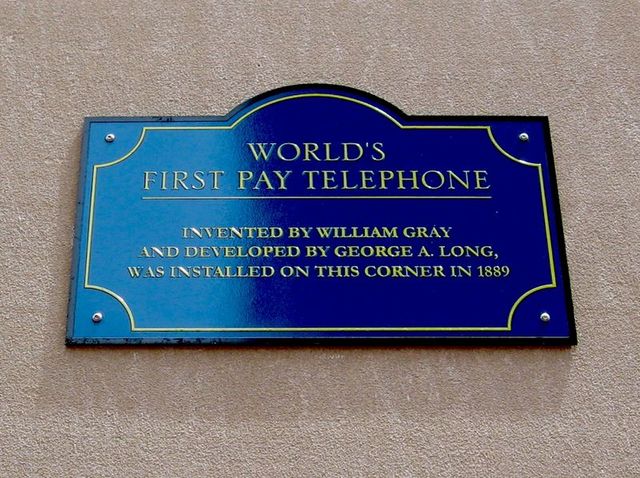 WORLD'S
FIRST PAY TELEPHONE
INVENTED BY WILLIAM GRAY
AND DEVELOPED BY GEORGE A. LONG,
WAS INSTALLED ON THIS CORNER IN 1889